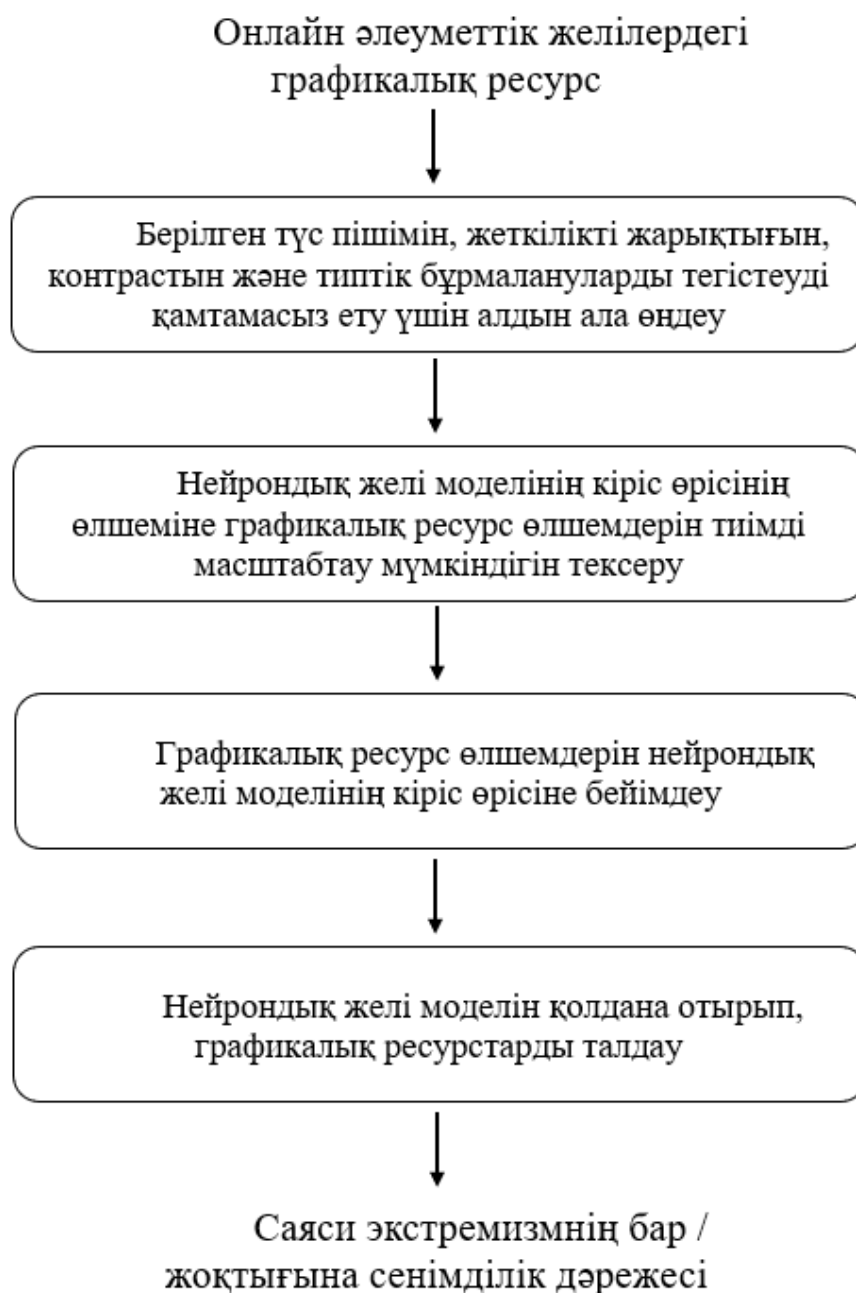 Онлайн әлеуметтік желілердегі
графикалық ресурс
Берілген түс пішімін, жеткілікті жарықтығын,
контрастын және типтік бұрмалануларды тегістеуді
қамтамасыз ету үшін алдын ала өңдеу
Нейрондық желі моделінің кіріс өрісінің
өлшеміне графикалық ресурс өлшемдерін тиімді
масштабтау мүмкіндігін тексеру
Графикалық ресурс өлшемдерін нейрондық
желі моделінің кіріс өрісіне бейімдеу
Нейрондық желі моделін қолдана отырып,
графикалық ресурстарды талдау
Саяси экстремизмнің бар /
жоқтығына сенімділік дәрежесі